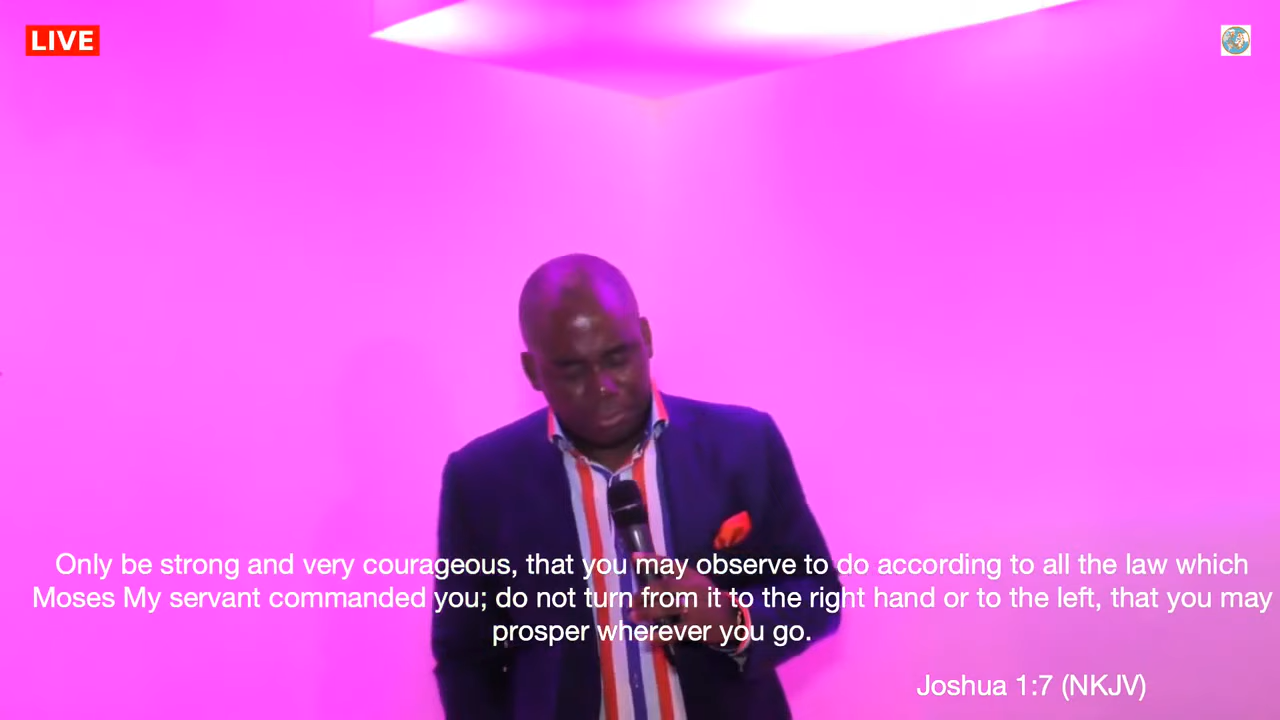 LIVE
Only be strong and very courageous, that you may observe to do according to all the law which
Moses My servant commanded you; do not turn from it to the right hand or to the left, that you may
prosper wherever you go.
Joshua 1:7 (NKJV)